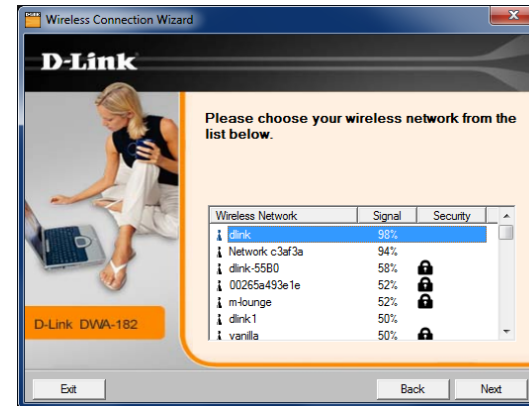 Wireless Connection Wizard
D-Link
Please choose your wireless network from the
list below.
Wireless Network Signal Security
dlink 98%
Network c3af3a 94%
dlink-55B0 58%
00265a493e1e 52%
m-lounge 52%
dlink1 50%
vanilla 50%
D-Link DWA-182
Exit Back Next